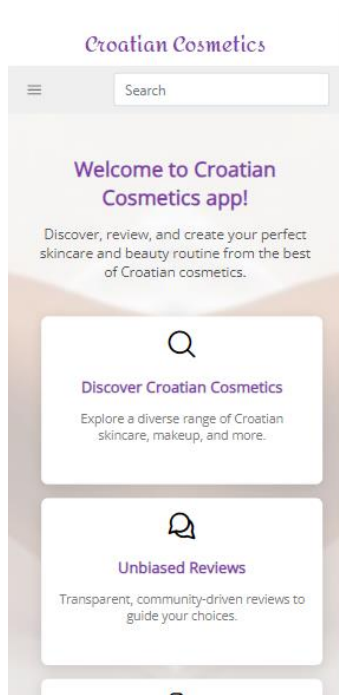 Croatian Cosmetics
Search
Welcome to Croatian
Cosmetics app!
Discover, review, and create your perfect
skincare and beauty routine from the best
of Croatian cosmetics.
Discover Croatian Cosmetics
Explore a diverse range of Croatian
skincare, makeup, and more.
Unbiased Reviews
Transparent, community-driven reviews to
guide your choices.